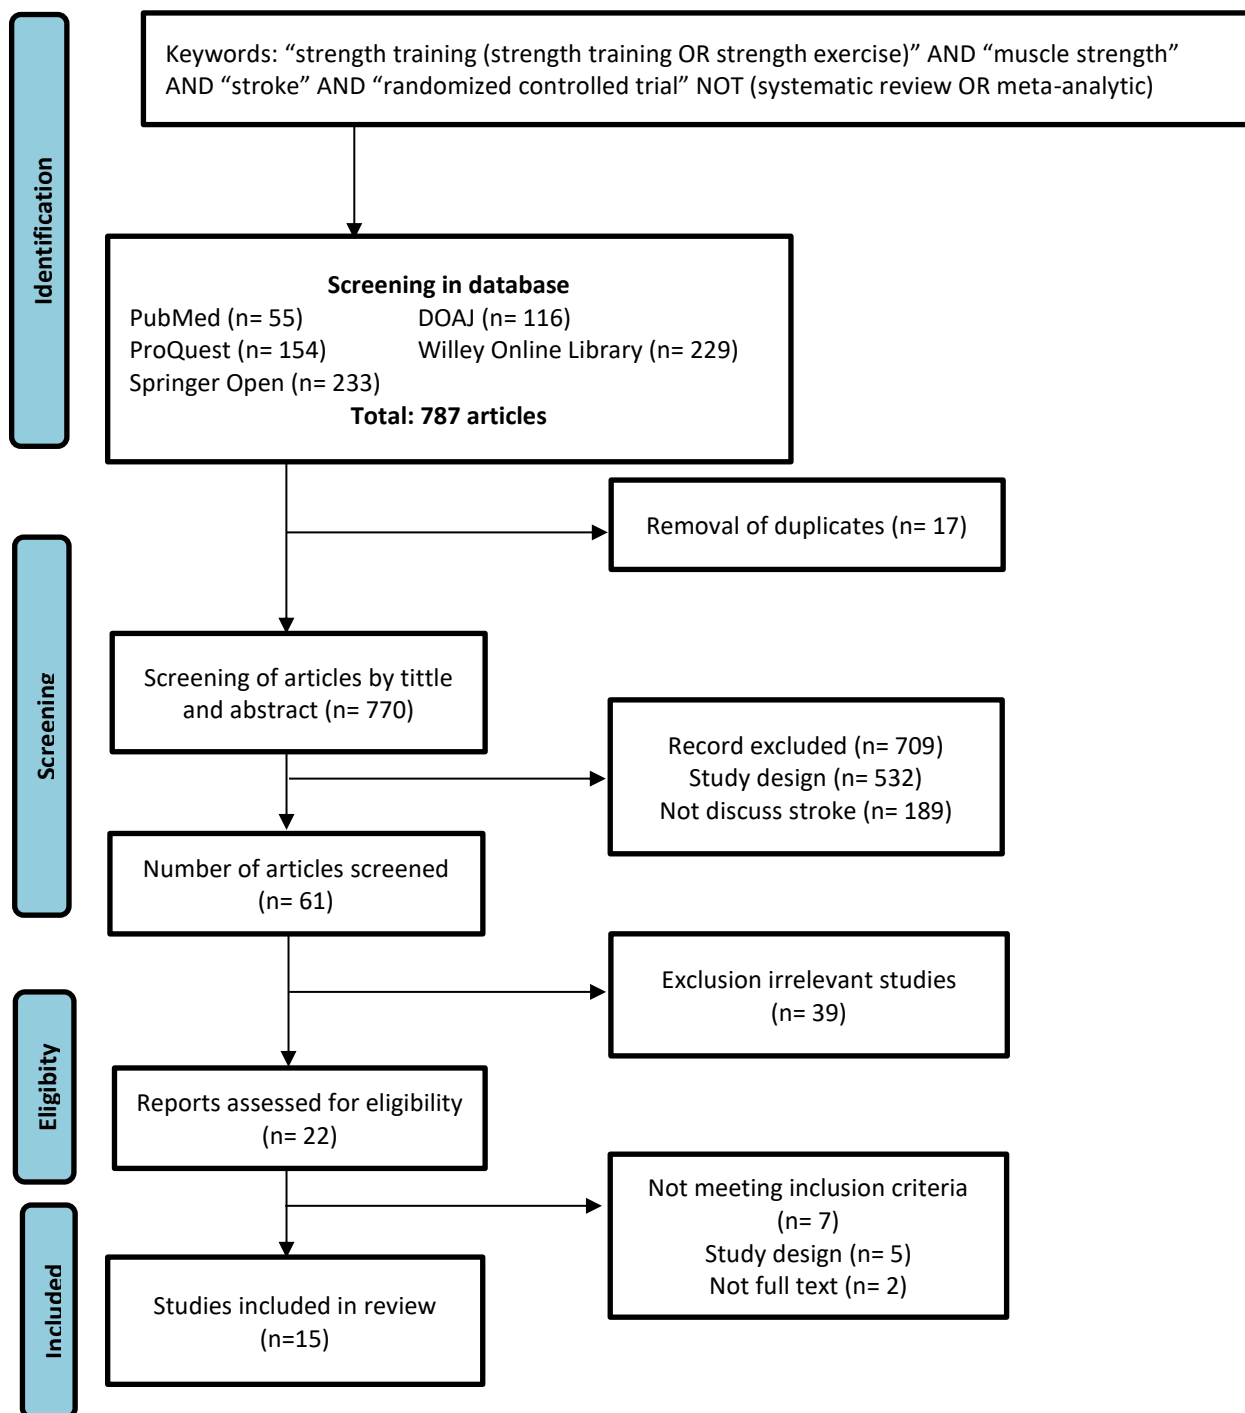 Identification
Keywords: “strength training (strength training OR strength exercise)” AND “muscle strength”
AND “stroke” AND “randomized controlled trial” NOT (systematic review OR meta-analytic)
Screening in database
PubMed (n= 55) DOAJ (n= 116)
ProQuest (n= 154) Willey Online Library (n= 229)
Springer Open (n= 233)
Total: 787 articles
Removal of duplicates (n= 17)
Screening
Screening of articles by tittle
and abstract (n= 770)
Record excluded (n= 709)
Study design (n= 532)
Not discuss stroke (n= 189)
Number of articles screened
(n= 61)
Exclusion irrelevant studies
(n= 39)
Eligibity
Reports assessed for eligibility
(n= 22)
Not meeting inclusion criteria
(n= 7)
Study design (n= 5)
Not full text (n= 2)
Included
Studies included in review
(n=15)